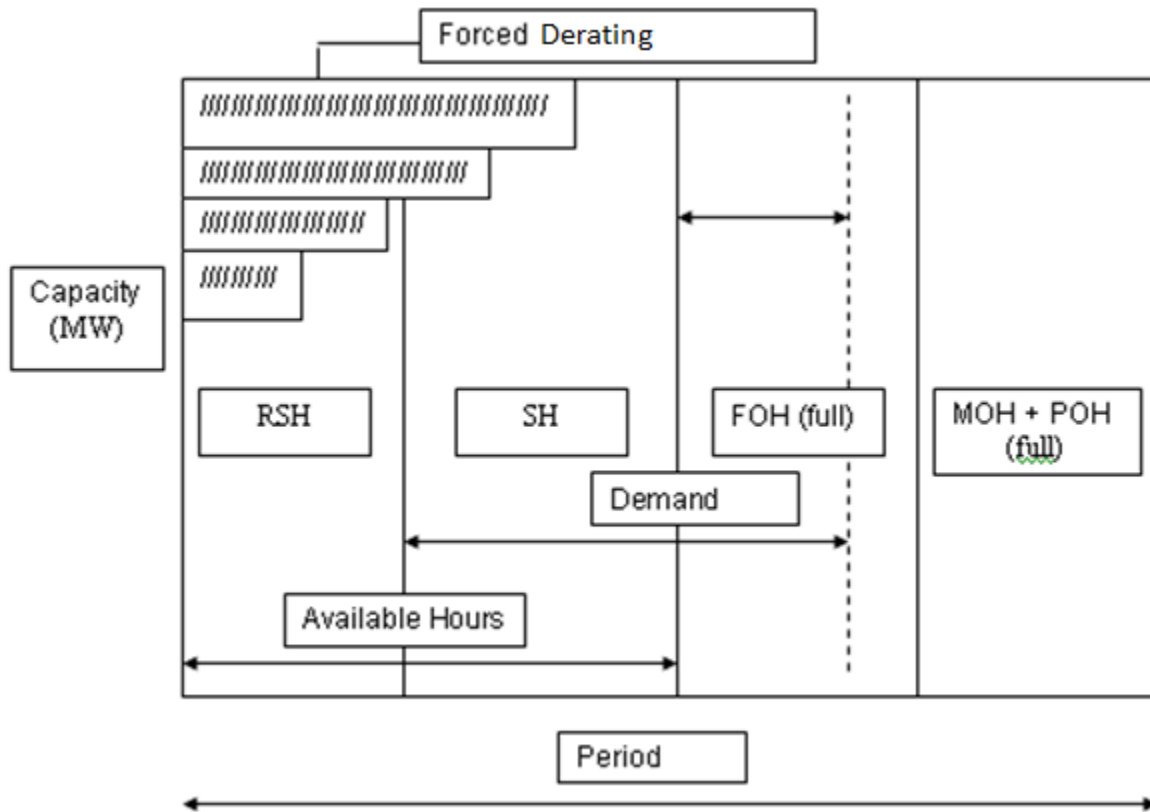 Forced Derating
Capacity
(MW)
RSH
SH
FOH (full)
MOH + POH
(full)
Demand
Available Hours
Period